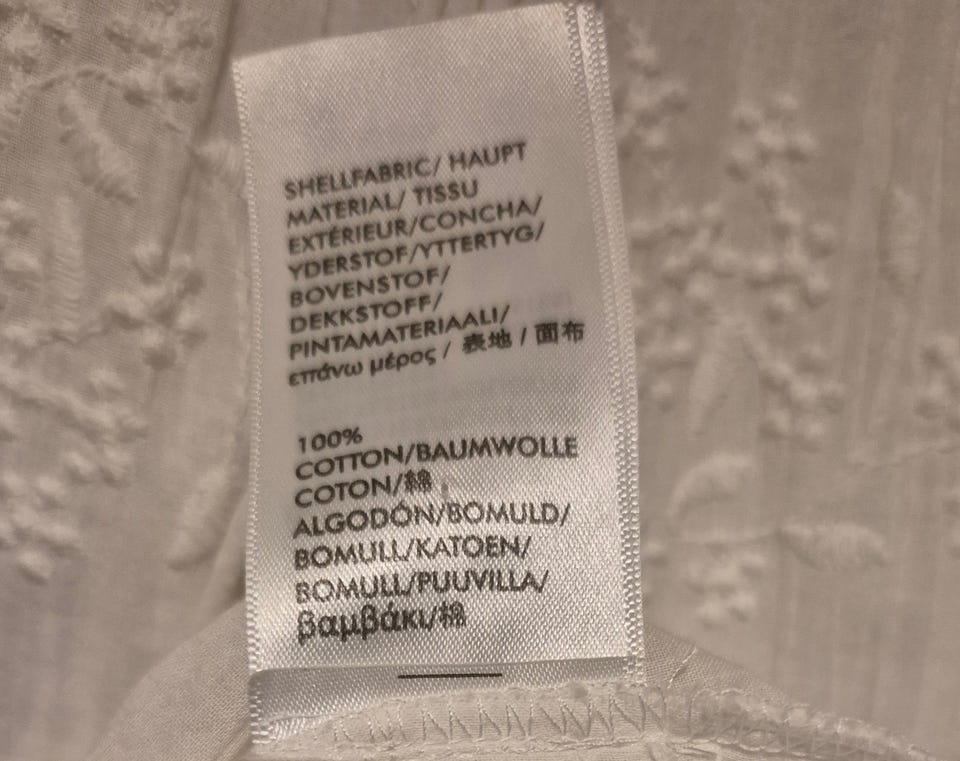 SHELLFABRIC/ HAUPT
MATERIAL/ TISSU
EXTÉRIEUR/CONCHA/
YDERSTOF/YTTERTYG/
BOVENSTOF/
DEKKSTOFF/
PINTAMATERIAALI/
επάνω μέρος / 表地 / 面布
100%
COTTON/BAUMWOLLE
COTON/綿
ALGODÓN/BOMULD/
BOMULL/KATOEN/
BOMULL/PUUVILLA/
βαμβάκι/棉